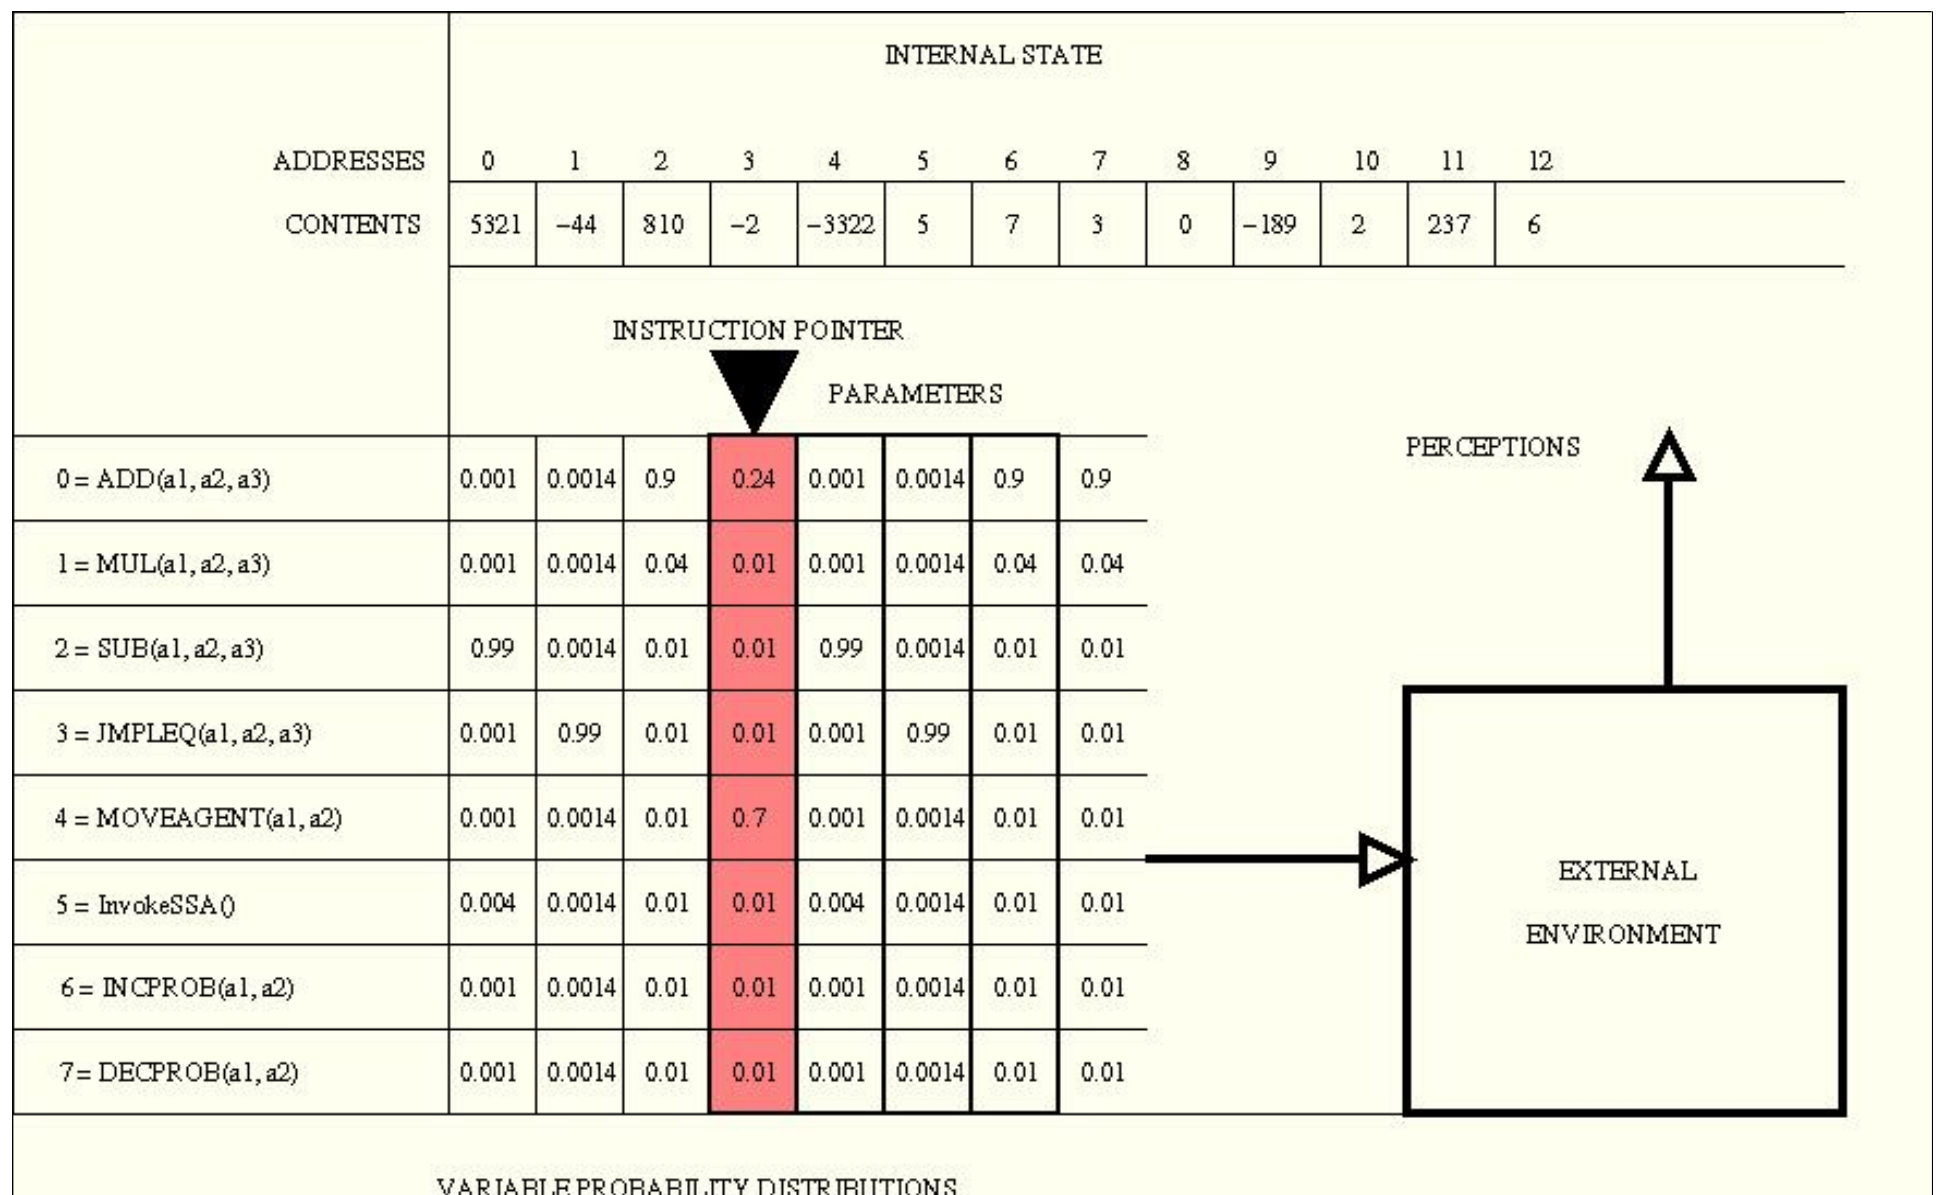 INTERNAL STATE
ADDRESSES 0 1 2 3 4 5 6 7 8 9 10 11 12
CONTENTS 5321 −44 810 −2 −3322 5 7 3 0 −189 2 237 6
INSTRUCTION POINTER
PARAMETERS
PERCEPTIONS
0 = ADD(a1, a2, a3) 0.001 0.0014 0.9 0.24 0.001 0.0014 0.9 0.9
1 = MUL(a1, a2, a3) 0.001 0.0014 0.04 0.01 0.001 0.0014 0.04 0.04
2 = SUB(a1, a2, a3) 0.99 0.0014 0.01 0.01 0.99 0.0014 0.01 0.01
3 = JMPLEQ(a1, a2, a3) 0.001 0.99 0.01 0.01 0.001 0.99 0.01 0.01
4 = MOVEAGENT(a1, a2) 0.001 0.0014 0.01 0.7 0.001 0.0014 0.01 0.01
5 = InvokeSSA() 0.004 0.0014 0.01 0.01 0.004 0.0014 0.01 0.01
6 = INCPROB(a1, a2) 0.001 0.0014 0.01 0.01 0.001 0.0014 0.01 0.01
7 = DECPROB(a1, a2) 0.001 0.0014 0.01 0.01 0.001 0.0014 0.01 0.01
EXTERNAL
ENVIRONMENT
VARIABLE PROBABILITY DISTRIBUTIONS